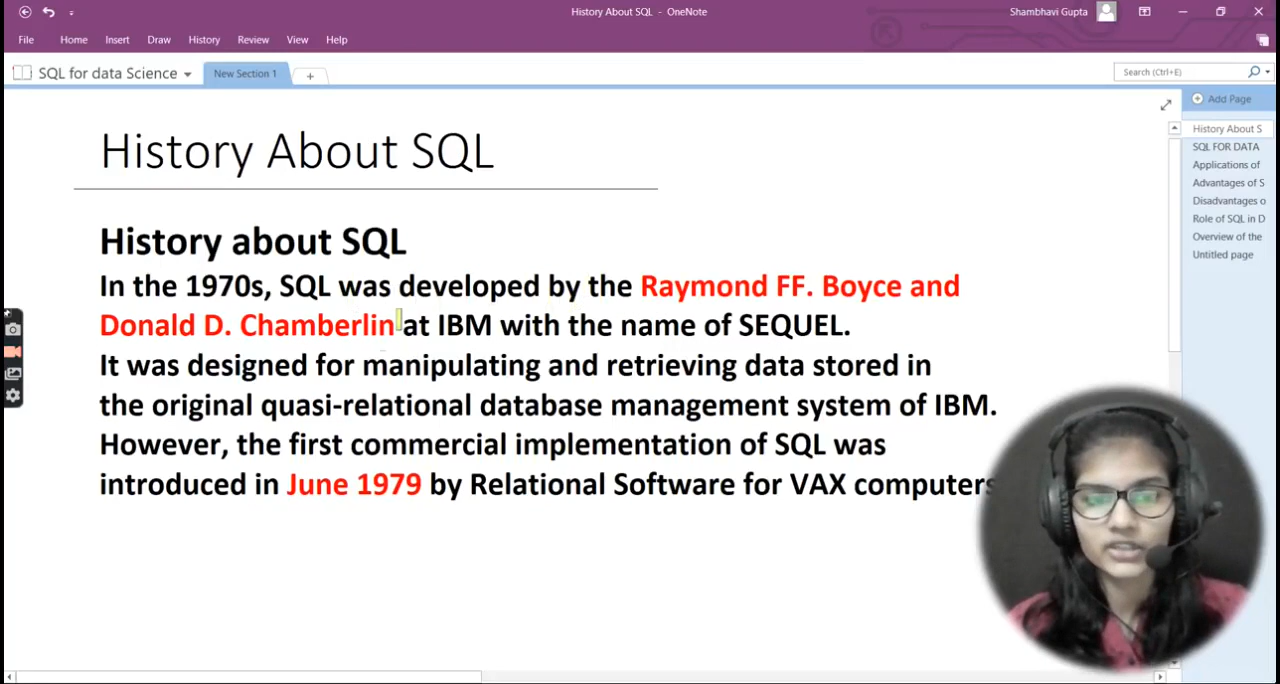 History About SQL - OneNote
Shambhavi Gupta
File Home Insert Draw History Review View Help
SQL for data Science
New Section 1
Search (Ctrl+E)
Add Page
History About S
SQL FOR DATA
Applications of
Advantages of S
Disadvantages o
Role of SQL in D
Overview of the
Untitled page
History About SQL
History about SQL
In the 1970s, SQL was developed by the Raymond FF. Boyce and
Donald D. Chamberlin at IBM with the name of SEQUEL.
It was designed for manipulating and retrieving data stored in
the original quasi-relational database management system of IBM.
However, the first commercial implementation of SQL was
introduced in June 1979 by Relational Software for VAX computers